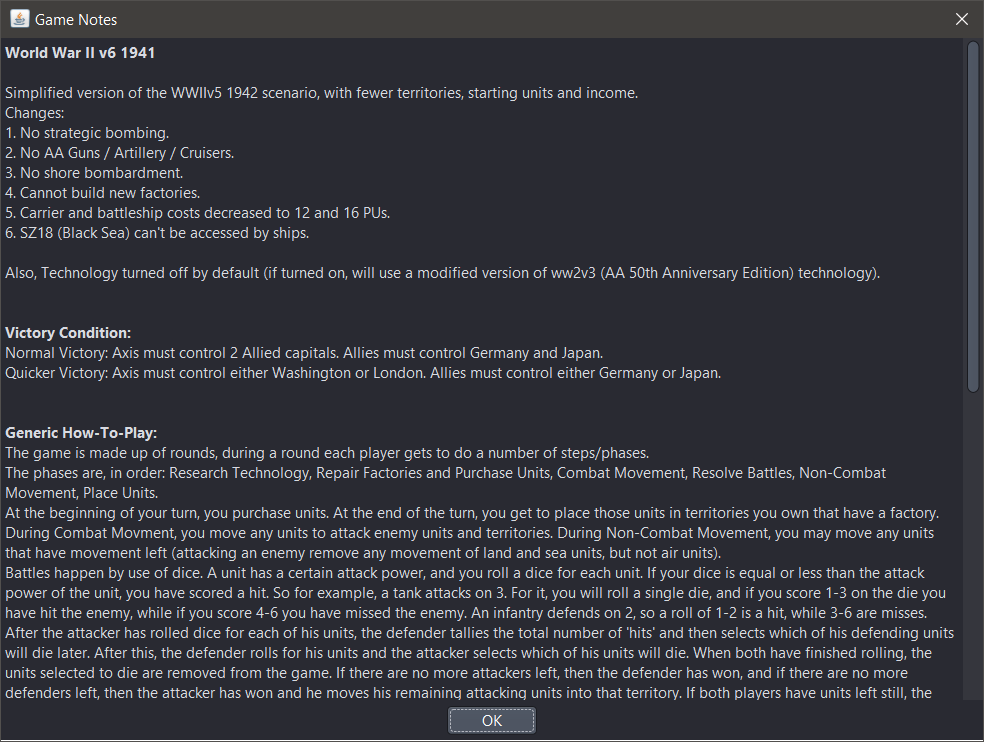 Game Notes
World War II v6 1941
Simplified version of the WWIIv5 1942 scenario, with fewer territories, starting units and income.
Changes:
1. No strategic bombing.
2. No AA Guns / Artillery / Cruisers.
3. No shore bombardment.
4. Cannot build new factories.
5. Carrier and battleship costs decreased to 12 and 16 PUs.
6. SZ18 (Black Sea) can't be accessed by ships.
Also, Technology turned off by default (if turned on, will use a modified version of ww2v3 (AA 50th Anniversary Edition) technology).
Victory Condition:
Normal Victory: Axis must control 2 Allied capitals. Allies must control Germany and Japan.
Quicker Victory: Axis must control either Washington or London. Allies must control either Germany or Japan.
Generic How-To-Play:
The game is made up of rounds, during a round each player gets to do a number of steps/phases.
The phases are, in order: Research Technology, Repair Factories and Purchase Units, Combat Movement, Resolve Battles, Non-Combat
Movement, Place Units.
At the beginning of your turn, you purchase units. At the end of the turn, you get to place those units in territories you own that have a factory.
During Combat Movment, you move any units to attack enemy units and territories. During Non-Combat Movement, you may move any units
that have movement left (attacking an enemy remove any movement of land and sea units, but not air units).
Battles happen by use of dice. A unit has a certain attack power, and you roll a dice for each unit. If your dice is equal or less than the attack
power of the unit, you have scored a hit. So for example, a tank attacks on 3. For it, you will roll a single die, and if you score 1-3 on the die you
have hit the enemy, while if you score 4-6 you have missed the enemy. An infantry defends on 2, so a roll of 1-2 is a hit, while 3-6 are misses.
After the attacker has rolled dice for each of his units, the defender tallies the total number of 'hits' and then selects which of his defending units
will die later. After this, the defender rolls for his units and the attacker selects which of his units will die. When both have finished rolling, the
units selected to die are removed from the game. If there are no more attackers left, then the defender has won, and if there are no more
defenders left, then the attacker has won and he moves his remaining attacking units into that territory. If both players have units left still, the
OK